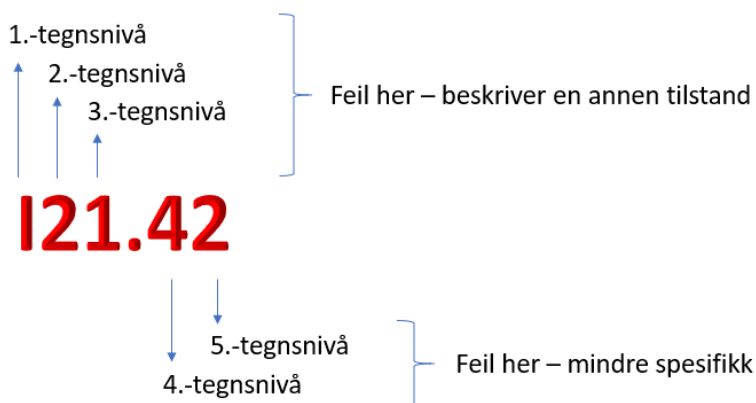 1.-tegnsnivå
2.-tegnsnivå
3.-tegnsnivå
Feil her – beskriver en annen tilstand
I21.42
5.-tegnsnivå
4.-tegnsnivå
Feil her – mindre spesifikk